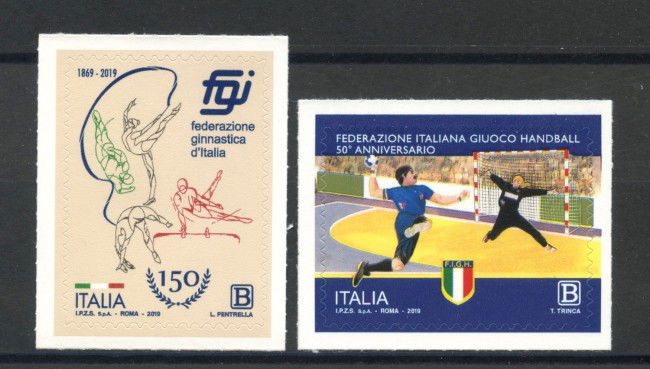 1869 - 2019
fgi
federazione
ginnastica
d'Italia
150
ITALIA
B
I.P.Z.S. S.p.A. - ROMA - 2019
L. PENTRELLA
FEDERAZIONE ITALIANA GIUOCO HANDBALL
50° ANNIVERSARIO
F.I.G.H.
ITALIA
B
I.P.Z.S. S.p.A. - ROMA - 2019
T. TRINCA